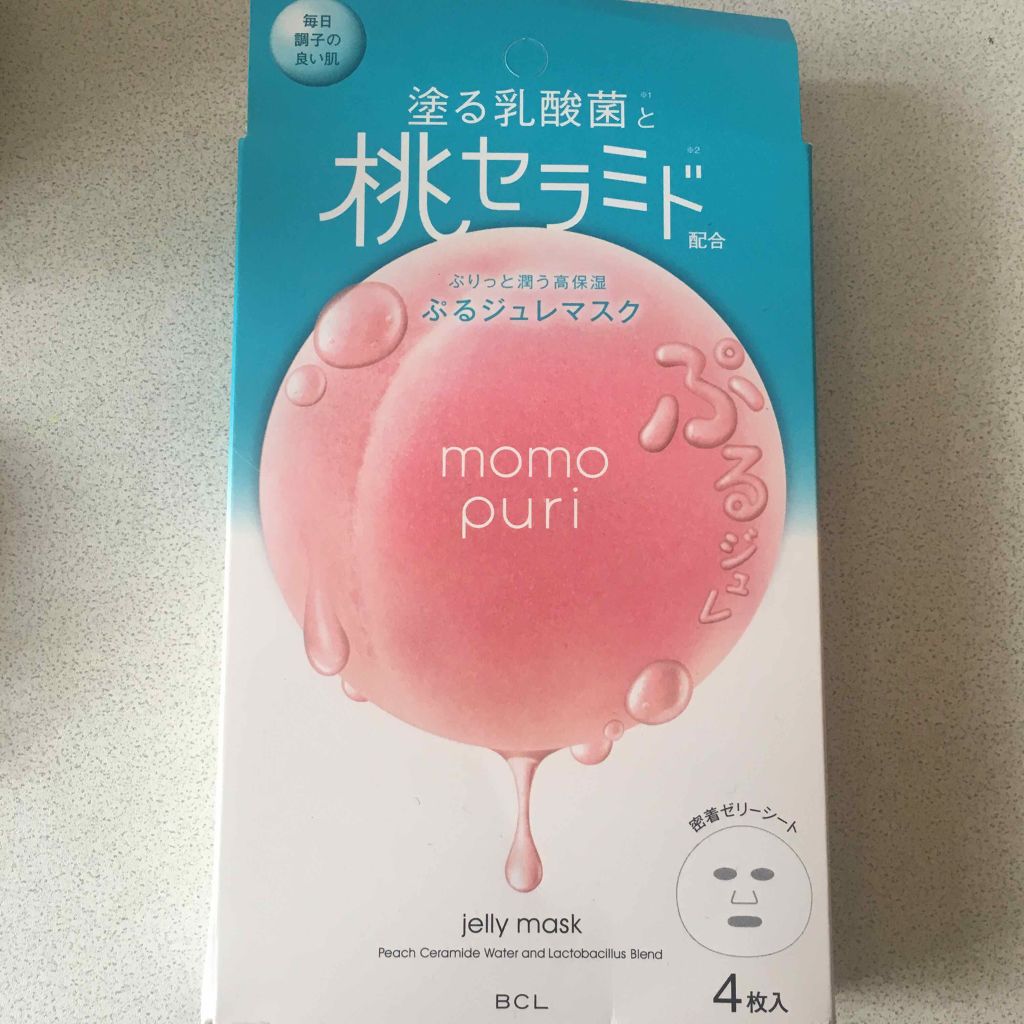 毎日
調子の
良い肌
塗る乳酸菌※1と
桃セラミド※2
配合
ぷりっと潤う高保湿
ぷるジュレマスク
ぷるジュレ
momo
puri
密着ゼリーシート
jelly mask
Peach Ceramide Water and Lactobacillus Blend
BCL
4枚入